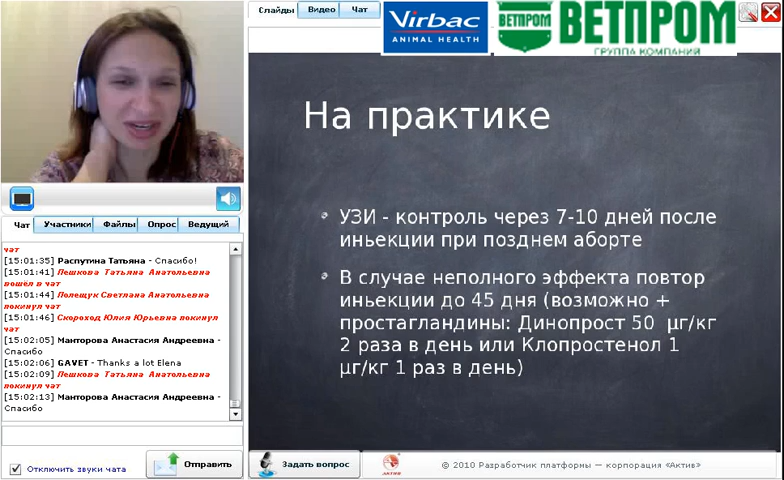 Слайды Видео Чат
Virbac
ANIMAL HEALTH
ВЕТПРОМ
ВЕТПРОМ
ГРУППА КОМПАНИЙ
На практике
УЗИ - контроль через 7-10 дней после
иньекции при позднем аборте
В случае неполного эффекта повтор
иньекции до 45 дня (возможно +
простагландины: Динопрост 50 µг/кг
2 раза в день или Клопростенол 1
µг/кг 1 раз в день)
Чат Участники Файлы Опрос Ведущий
чат
[15:01:35] Распутина Татьяна - Спасибо!
[15:01:41] Пешкова Татьяна Анатольевна
вошёл в чат
[15:01:44] Полещук Светлана Анатольевна
покинул чат
[15:01:46] Скороход Юлия Юрьевна покинул
чат
[15:02:05] Манторова Анастасия Андреевна -
Спасибо
[15:02:06] GAVET - Thanks a lot Elena
[15:02:09] Пешкова Татьяна Анатольевна
покинул чат
[15:02:13] Манторова Анастасия Андреевна -
Спасибо
Отправить
Отключить звуки чата
Задать вопрос
АКТИВ
© 2010 Разработчик платформы — корпорация «Актив»